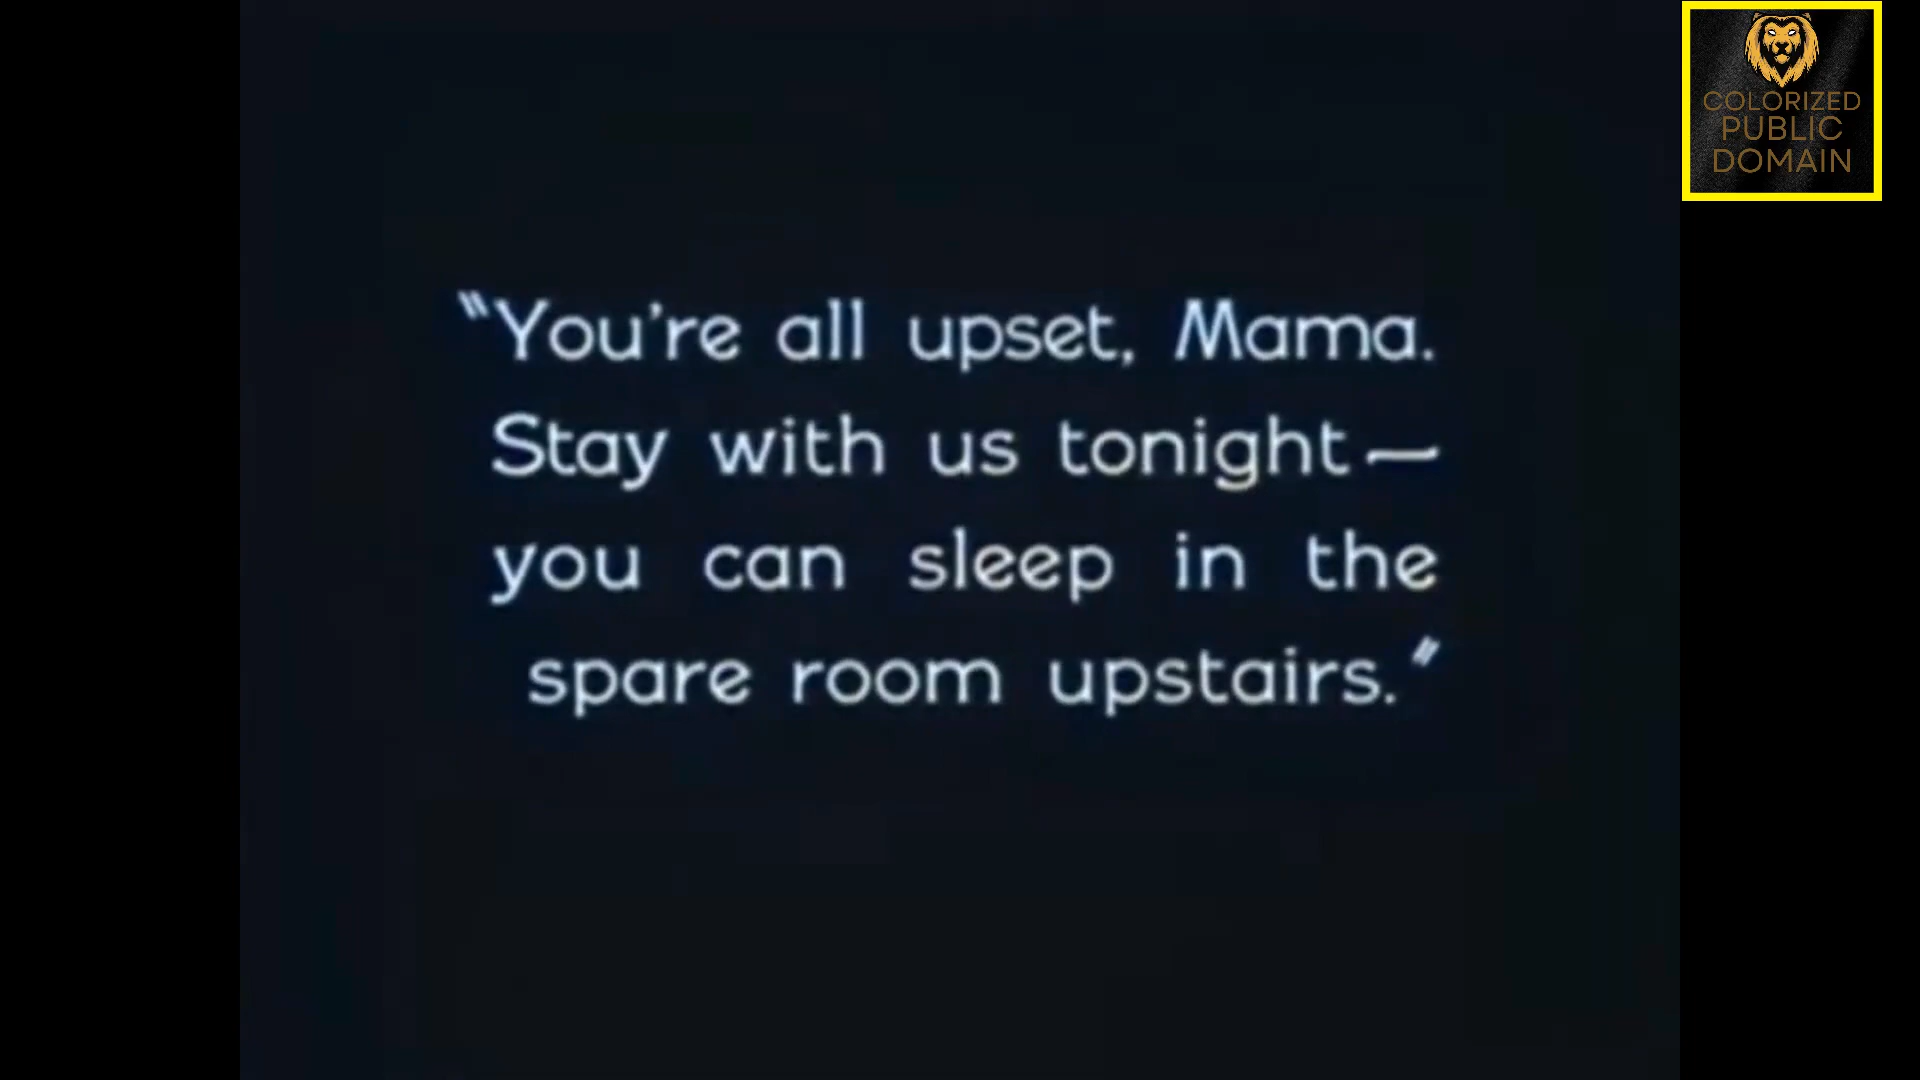 COLORIZED
PUBLIC
DOMAIN
"You're all upset, Mama.
Stay with us tonight—
you can sleep in the
spare room upstairs."